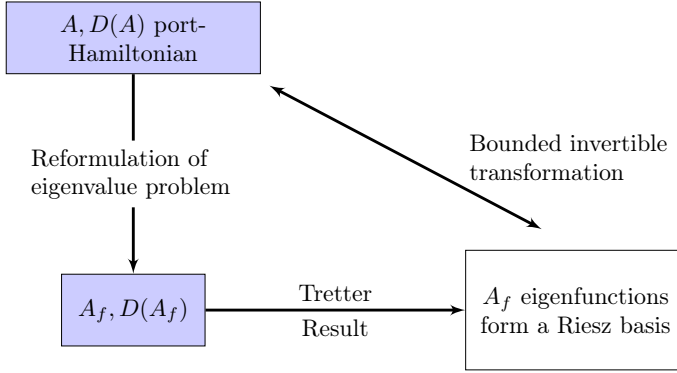 A, D(A) port-
Hamiltonian
Reformulation of
eigenvalue problem
Bounded invertible
transformation
A_f, D(A_f)
Tretter
Result
A_f eigenfunctions
form a Riesz basis